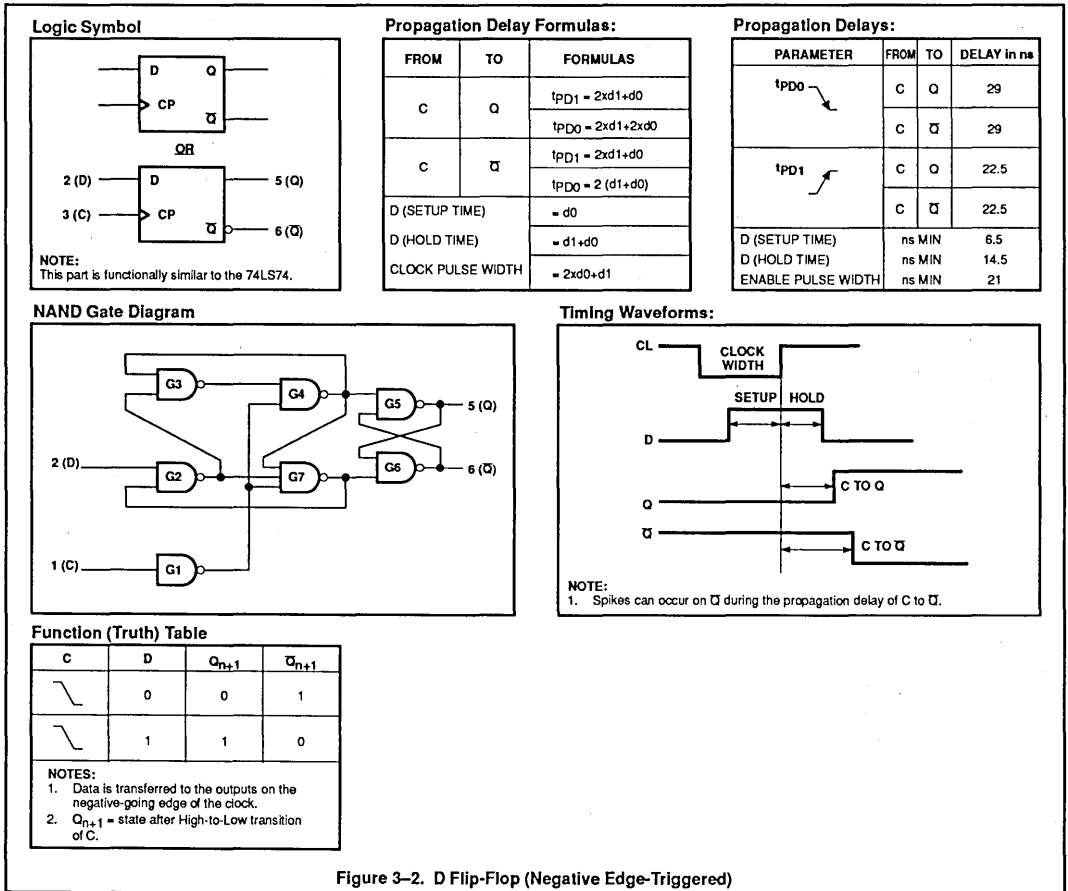 Logic Symbol
D Q
CP
Q̅
OR
2 (D) D 5 (Q)
3 (C) CP
Q̅ 6 (Q̅)
NOTE:
This part is functionally similar to the 74LS74.
Propagation Delay Formulas:
FROM TO FORMULAS
C Q tPD1 = 2xd1+d0
tPD0 = 2xd1+2xd0
C Q̅ tPD1 = 2xd1+d0
tPD0 = 2 (d1+d0)
D (SETUP TIME) = d0
D (HOLD TIME) = d1+d0
CLOCK PULSE WIDTH = 2xd0+d1
Propagation Delays:
PARAMETER FROM TO DELAY in ns
tPD0 C Q 29
C Q̅ 29
tPD1 C Q 22.5
C Q̅ 22.5
D (SETUP TIME) ns MIN 6.5
D (HOLD TIME) ns MIN 14.5
ENABLE PULSE WIDTH ns MIN 21
NAND Gate Diagram
G3
G4
G5 5 (Q)
2 (D) G2 G7 G6 6 (Q̅)
1 (C) G1
Timing Waveforms:
CL CLOCK
WIDTH
SETUP HOLD
D
C TO Q
Q
Q̅
C TO Q̅
NOTE:
1. Spikes can occur on Q̅ during the propagation delay of C to Q̅.
Function (Truth) Table
C D Qn+1 Q̅n+1
0 0 1
1 1 0
NOTES:
1. Data is transferred to the outputs on the
negative-going edge of the clock.
2. Qn+1 = state after High-to-Low transition
of C.
Figure 3–2. D Flip-Flop (Negative Edge-Triggered)